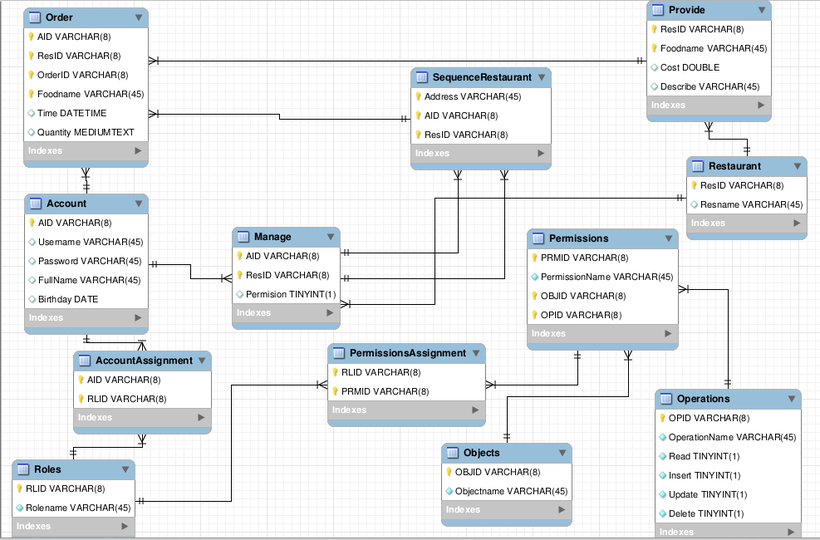 Order
AID VARCHAR(8)
ResID VARCHAR(8)
OrderID VARCHAR(8)
Foodname VARCHAR(45)
Time DATETIME
Quantity MEDIUMTEXT
Indexes
Provide
ResID VARCHAR(8)
Foodname VARCHAR(45)
Cost DOUBLE
Describe VARCHAR(45)
Indexes
SequenceRestaurant
Address VARCHAR(45)
AID VARCHAR(8)
ResID VARCHAR(8)
Indexes
Restaurant
ResID VARCHAR(8)
Resname VARCHAR(45)
Indexes
Account
AID VARCHAR(8)
Username VARCHAR(45)
Password VARCHAR(45)
FullName VARCHAR(45)
Birthday DATE
Indexes
Manage
AID VARCHAR(8)
ResID VARCHAR(8)
Permision TINYINT(1)
Indexes
Permissions
PRMID VARCHAR(8)
PermissionName VARCHAR(45)
OBJID VARCHAR(8)
OPID VARCHAR(8)
Indexes
AccountAssignment
AID VARCHAR(8)
RLID VARCHAR(8)
Indexes
PermissionsAssignment
RLID VARCHAR(8)
PRMID VARCHAR(8)
Indexes
Operations
OPID VARCHAR(8)
OperationName VARCHAR(45)
Read TINYINT(1)
Insert TINYINT(1)
Update TINYINT(1)
Delete TINYINT(1)
Indexes
Roles
RLID VARCHAR(8)
Rolename VARCHAR(45)
Indexes
Objects
OBJID VARCHAR(8)
Objectname VARCHAR(45)
Indexes